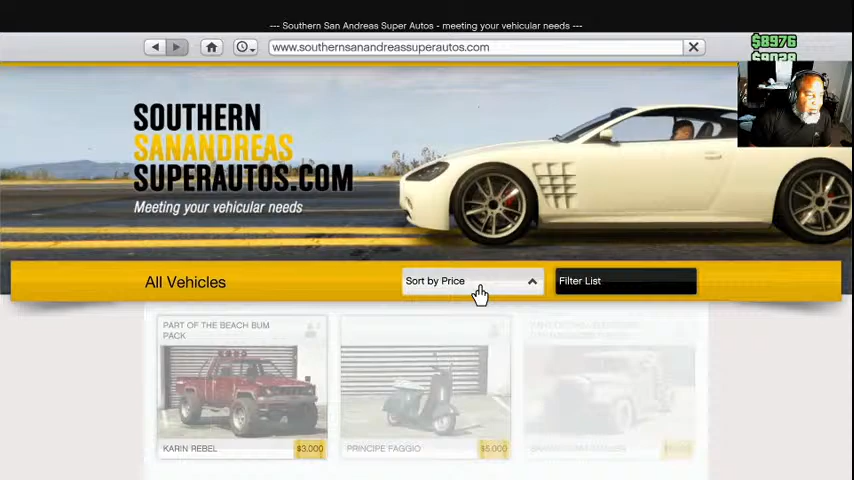 --- Southern San Andreas Super Autos - meeting your vehicular needs ---
www.southernsanandreassuperautos.com
$8976
SOUTHERN
SANANDREAS
SUPERAUTOS.COM
Meeting your vehicular needs
All Vehicles
Sort by Price
Filter List
PART OF THE BEACH BUM
PACK
KARIN REBEL
$3,000
PRINCIPE FAGGIO
$5,000